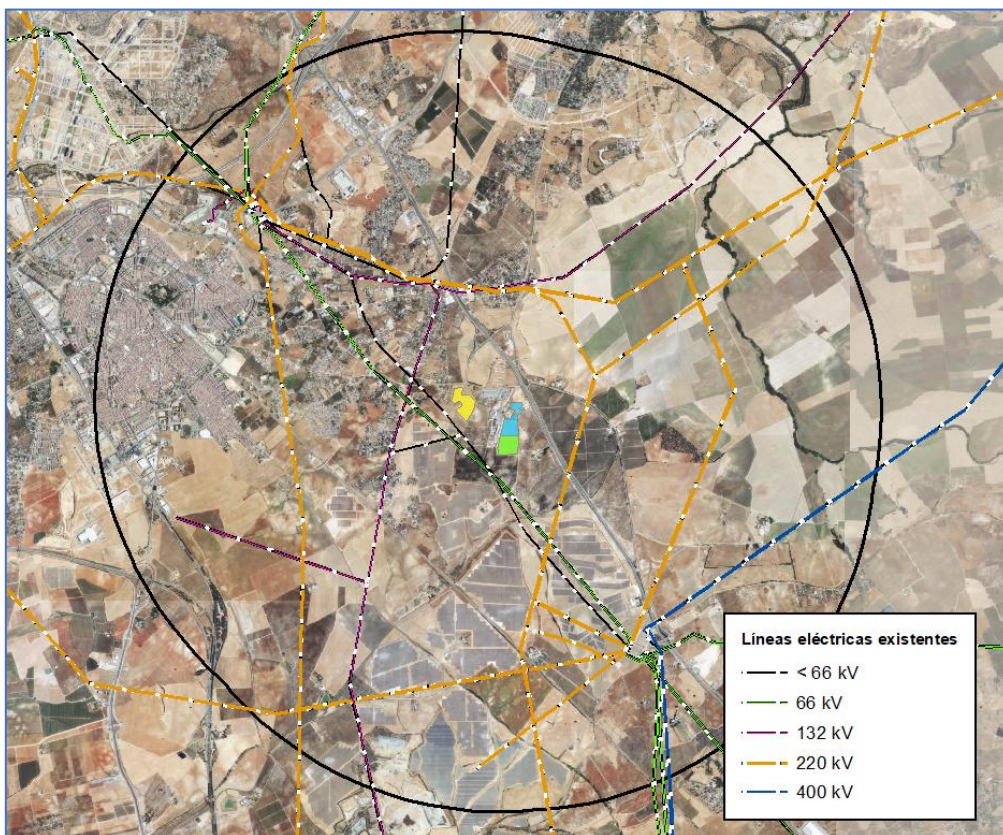 Líneas eléctricas existentes
< 66 kV
66 kV
132 kV
220 kV
400 kV